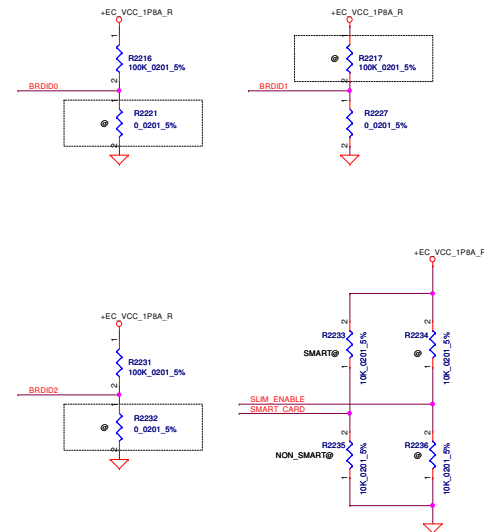 +EC_VCC_1P8A_R
1
R2216
100K_0201_5%
2
BRDID0
1
@
R2221
0_0201_5%
2
+EC_VCC_1P8A_R
1
@
R2217
100K_0201_5%
2
BRDID1
1
R2227
0_0201_5%
2
+EC_VCC_1P8A_R
1
R2231
100K_0201_5%
2
BRDID2
1
@
R2232
0_0201_5%
2
+EC_VCC_1P8A_R
2
R2233
SMART@
1
10K_0201_5%
2
R2234
@
1
10K_0201_5%
SLIM_ENABLE
SMART_CARD
2
R2235
NON_SMART@
1
10K_0201_5%
2
R2236
@
1
10K_0201_5%